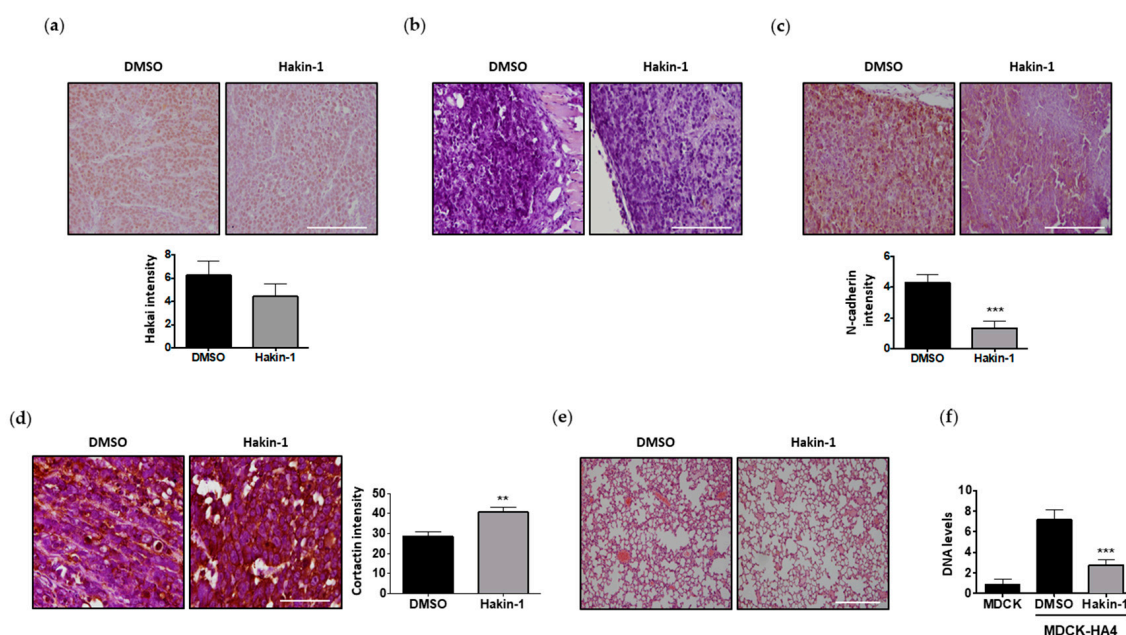 (a)
DMSO Hakin-1
Hakai intensity
8
6
4
2
0
DMSO Hakin-1
(b)
DMSO Hakin-1
(c)
DMSO Hakin-1
N-cadherin
intensity
6
4
2
0
***
DMSO Hakin-1
(d)
DMSO Hakin-1
Cortactin intensity
50
40
30
20
10
0
**
DMSO Hakin-1
(e)
DMSO Hakin-1
(f)
DNA levels
10
8
6
4
2
0
***
MDCK DMSO Hakin-1
MDCK-HA4